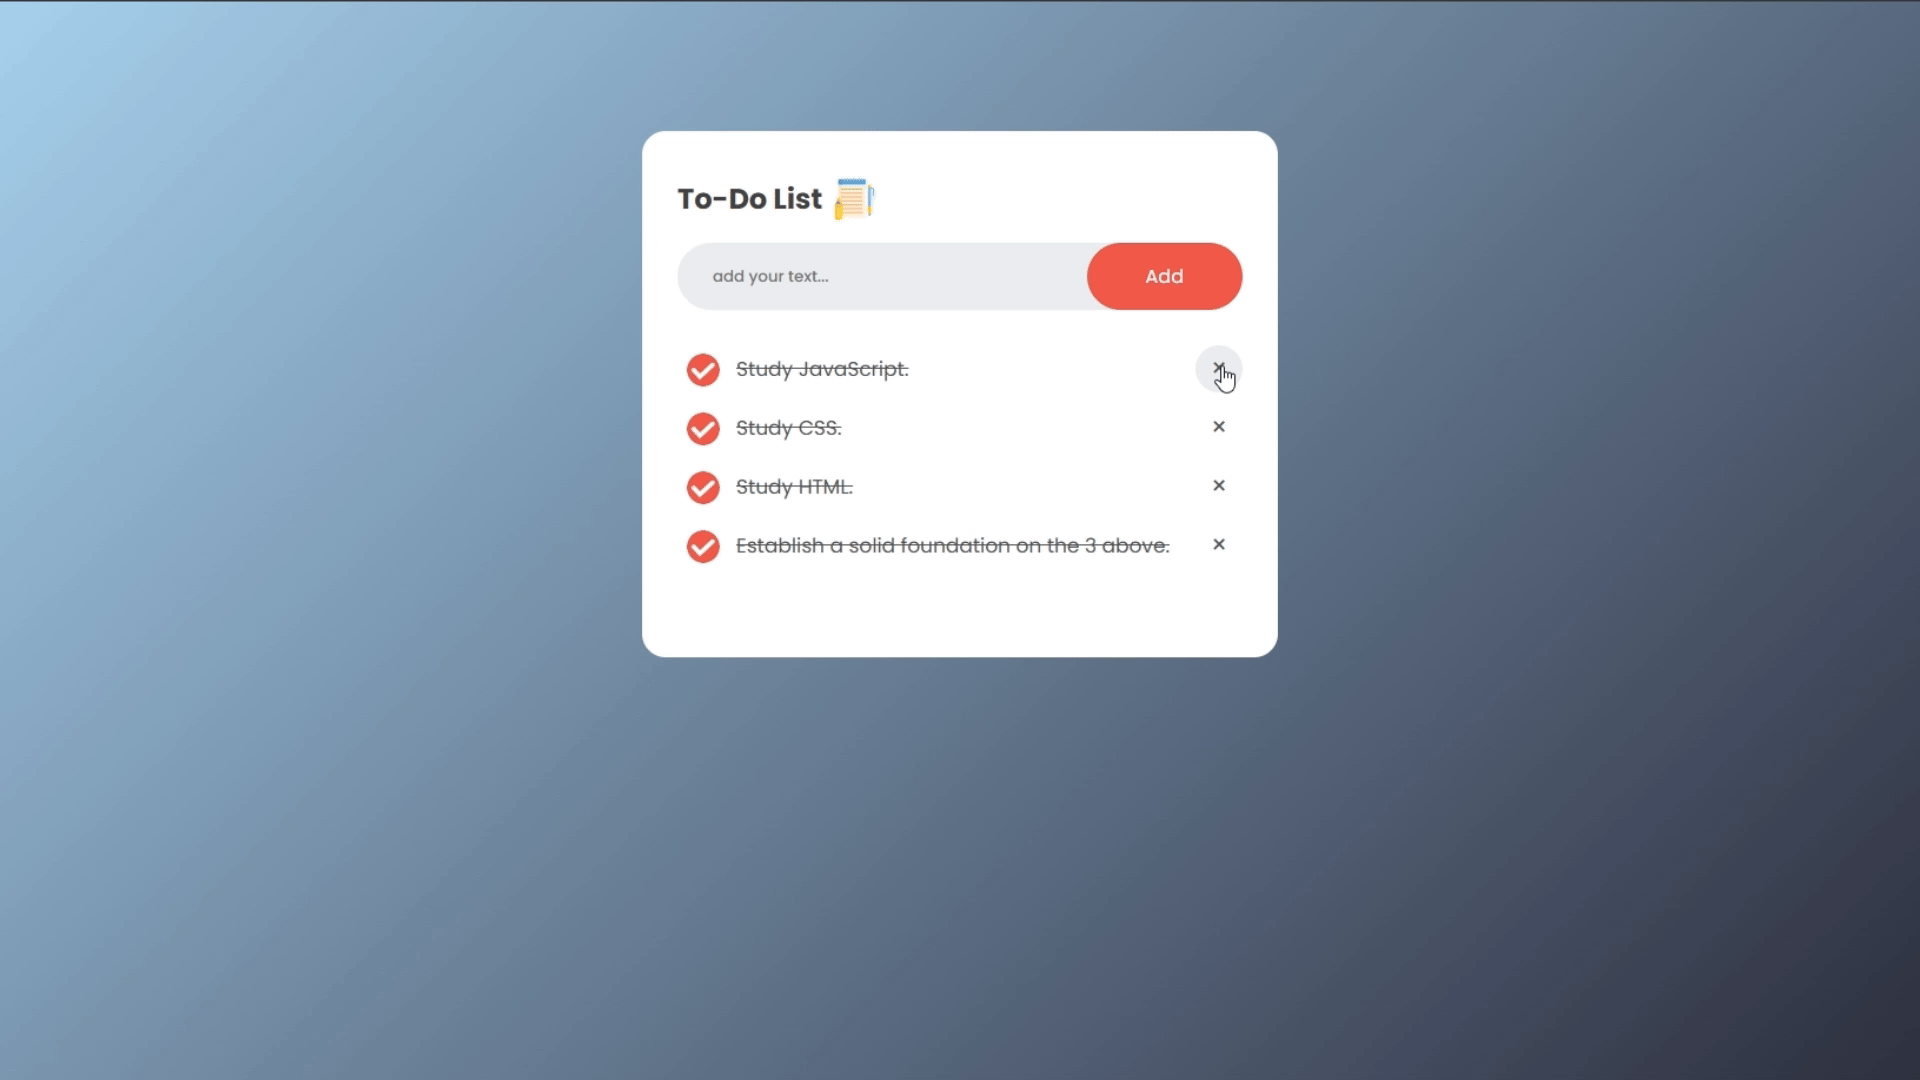 To-Do List
add your text...
Add
Study JavaScript.
Study CSS.
Study HTML.
Establish a solid foundation on the 3 above.